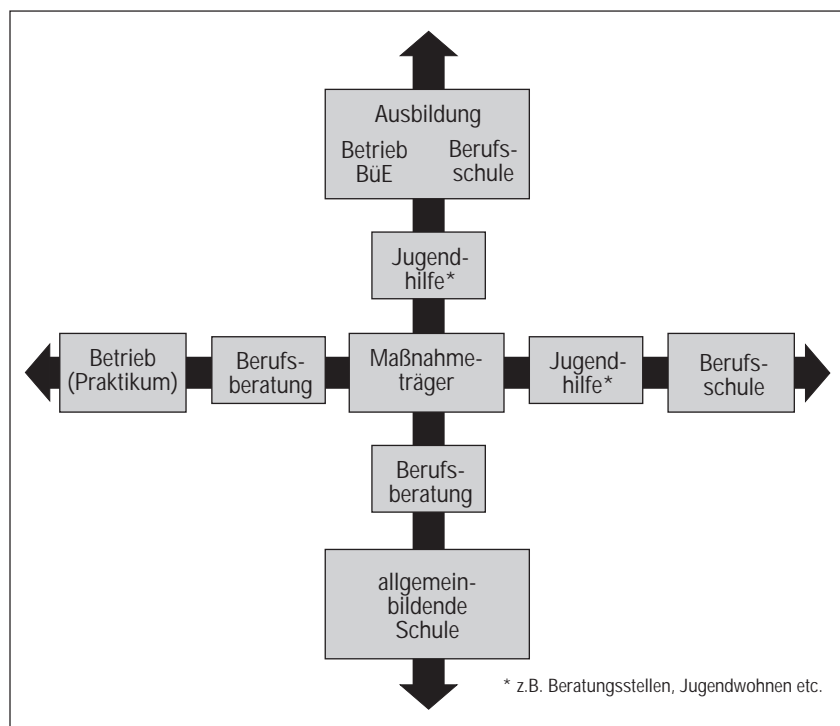 Ausbildung
Betrieb
BüE
Berufs-
schule
Jugend-
hilfe*
Betrieb
(Praktikum)
Berufs-
beratung
Maßnahme-
träger
Jugend-
hilfe*
Berufs-
schule
Berufs-
beratung
allgemein-
bildende
Schule
* z.B. Beratungsstellen, Jugendwohnen etc.